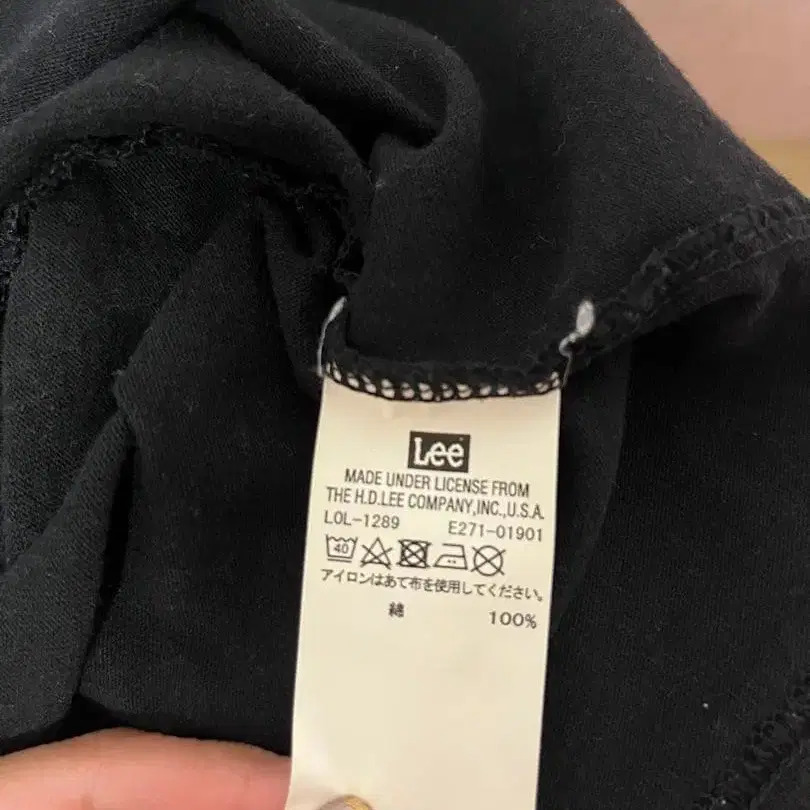 Lee
MADE UNDER LICENSE FROM
THE H.D.LEE COMPANY,INC.,U.S.A.
LOL-1289 E271-01901
40
アイロンはあて布を使用してください。
綿 100%